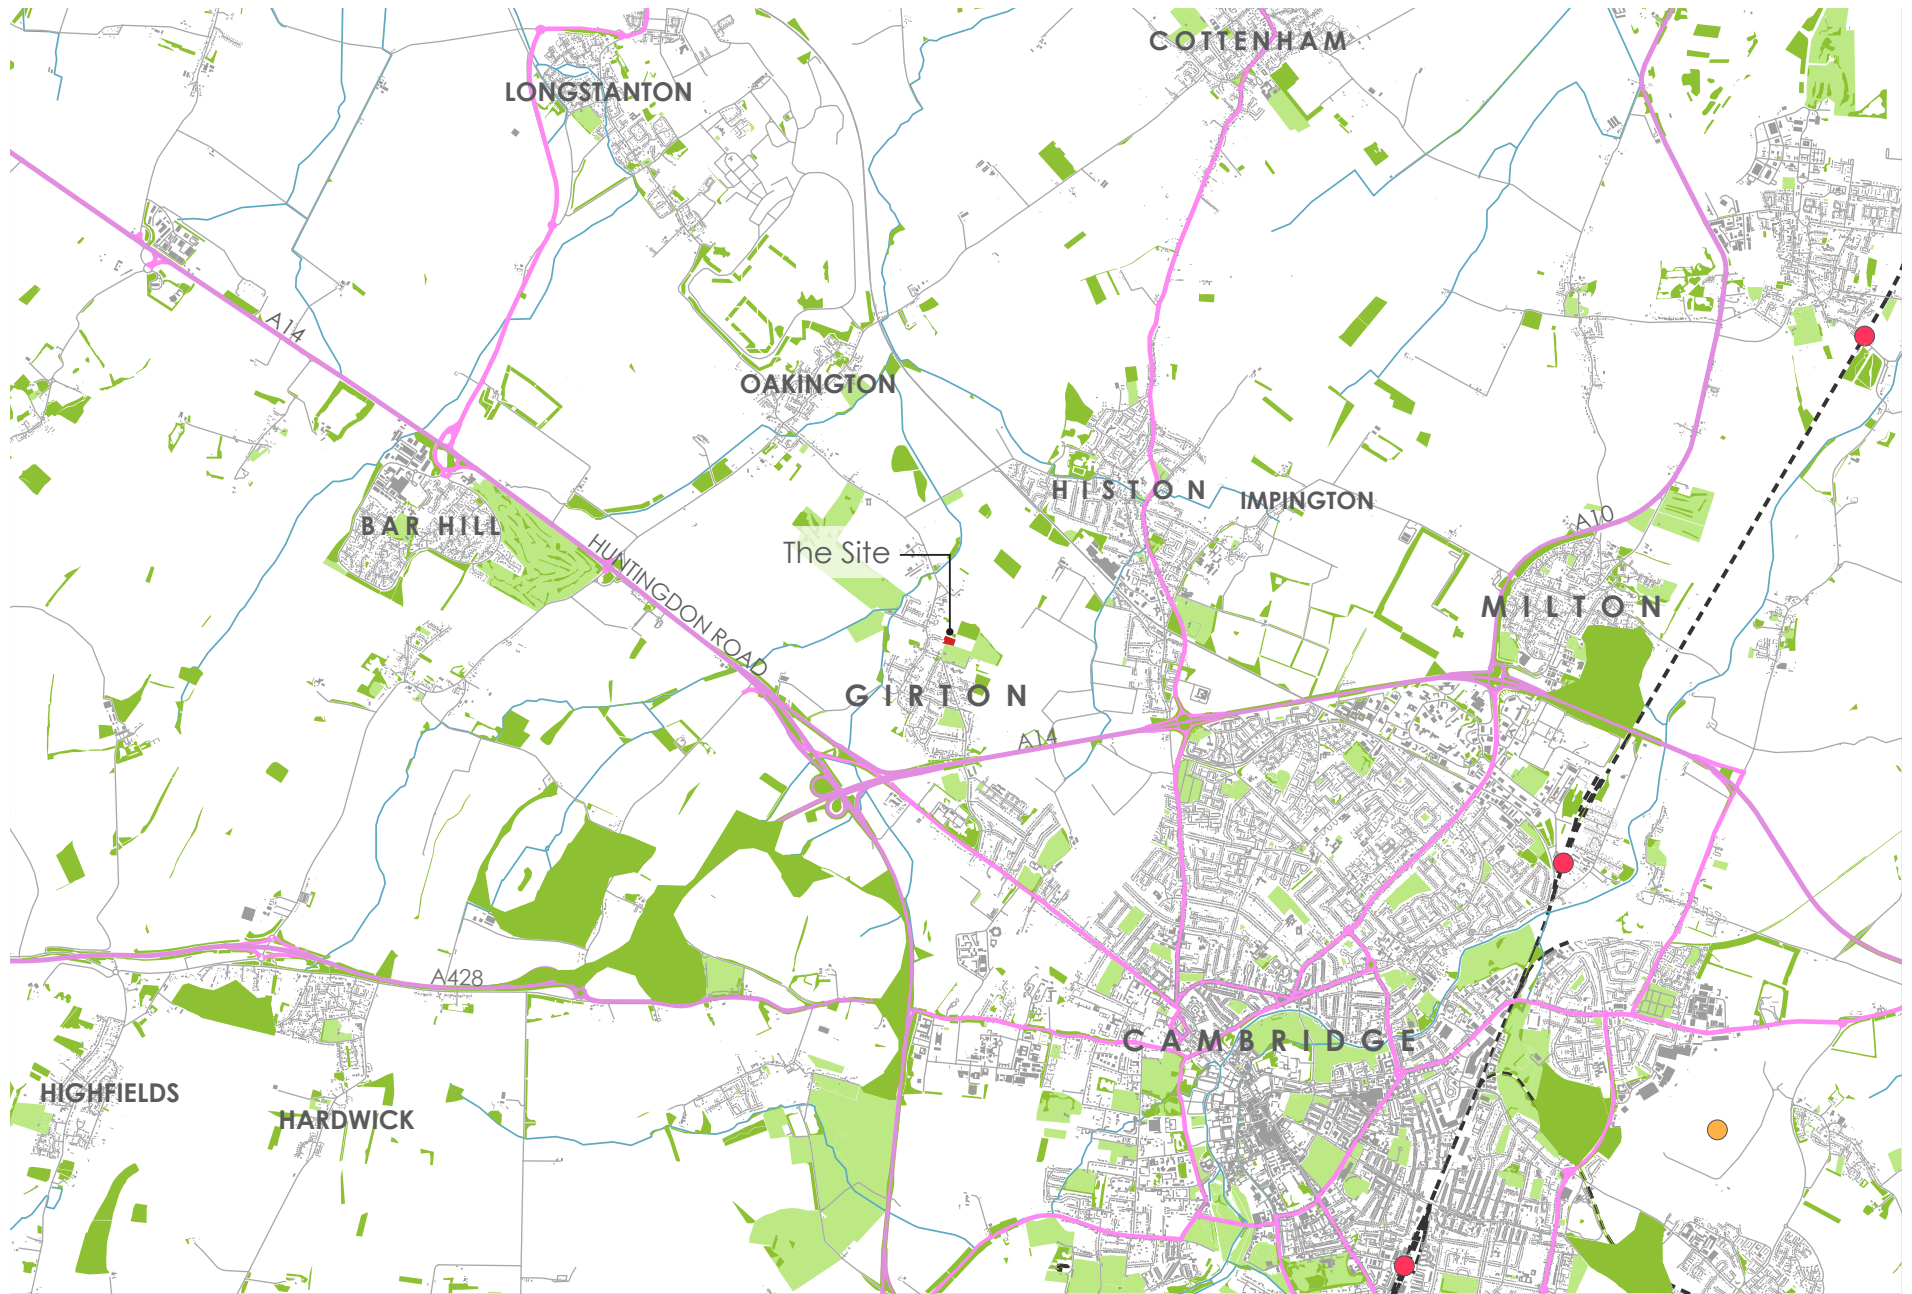 COTTENHAM
LONGSTANTON
A14
OAKINGTON
HISTON
IMPINGTON
A10
BAR HILL
HUNTINGDON ROAD
The Site
MILTON
GIRTON
A14
A428
CAMBRIDGE
HIGHFIELDS
HARDWICK